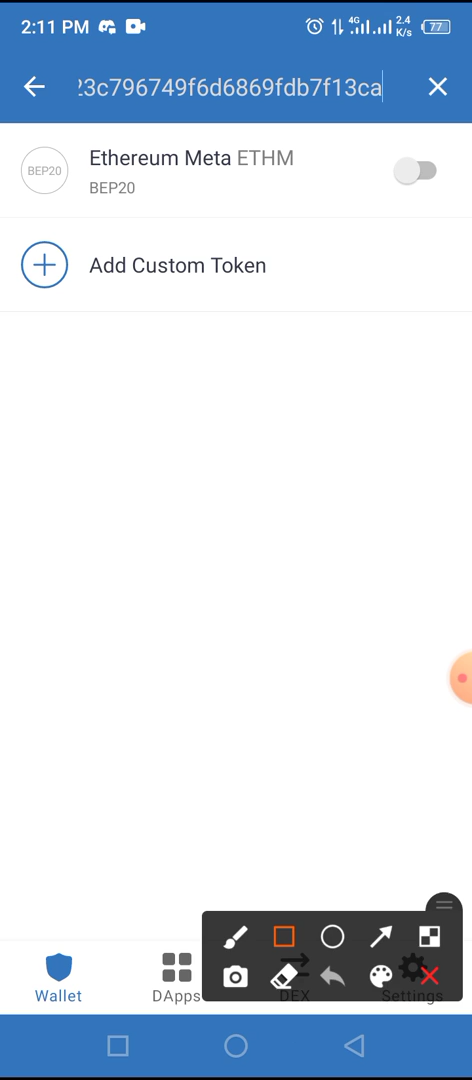 2:11 PM 4G 2.4 K/s 77
23c796749f6d6869fdb7f13ca
BEP20 Ethereum Meta ETHM
BEP20
Add Custom Token
Wallet DApps DEX Settings